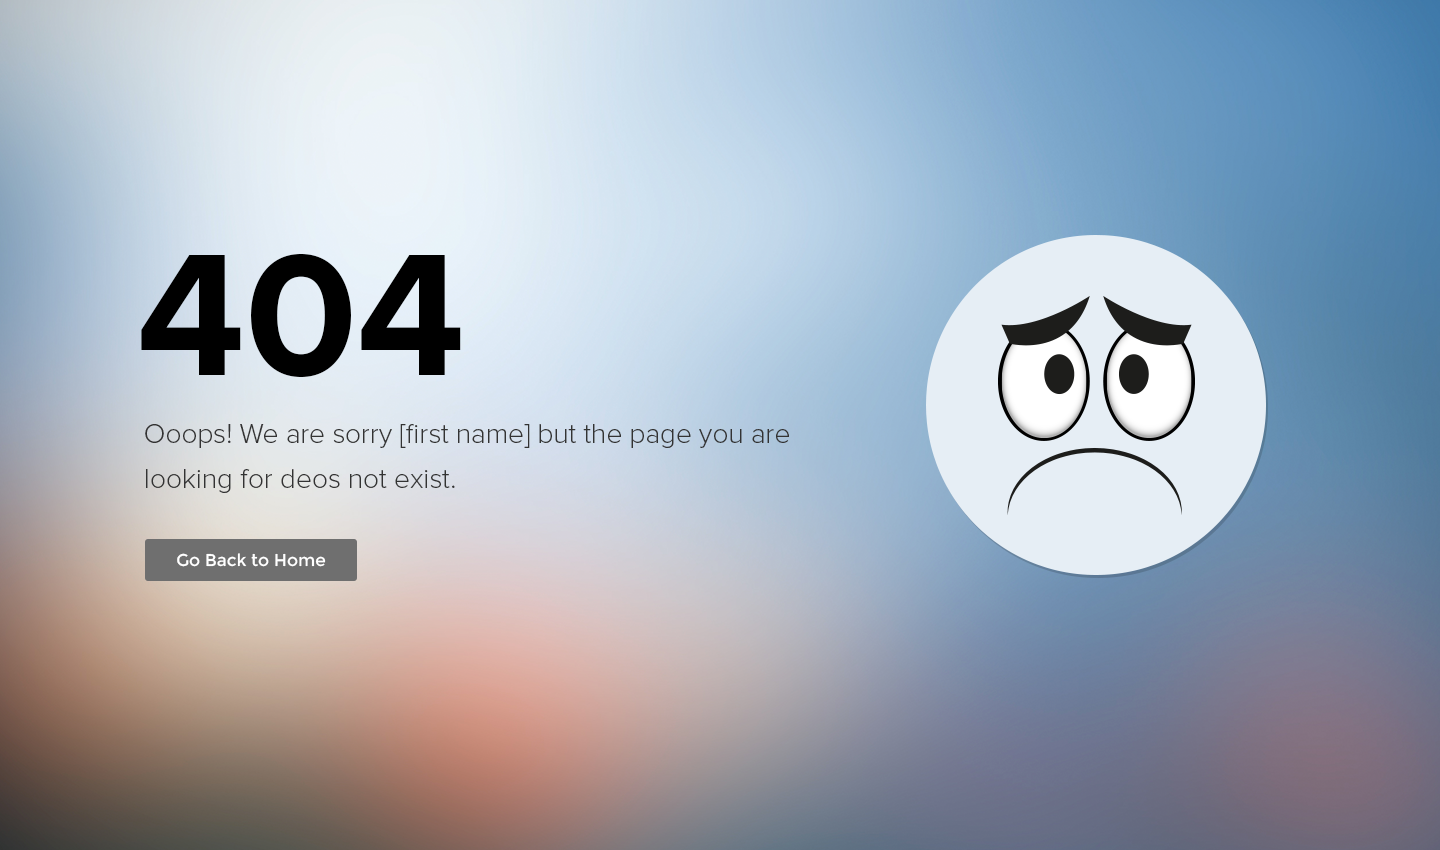 404
Ooops! We are sorry [first name] but the page you are
looking for deos not exist.
Go Back to Home